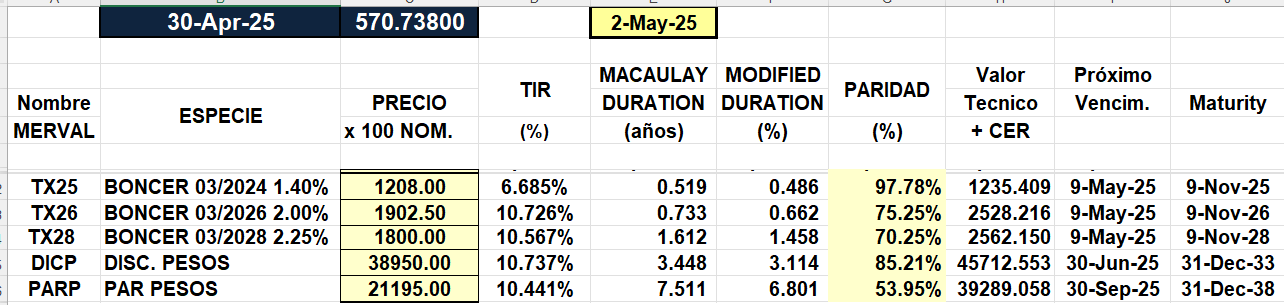 30-Apr-25 570.73800 2-May-25
MACAULAY MODIFIED Valor Próximo
TIR PARIDAD
Nombre PRECIO DURATION DURATION Tecnico Vencim. Maturity
ESPECIE
MERVAL x 100 NOM. (%) (años) (%) (%) + CER
TX25 BONCER 03/2024 1.40% 1208.00 6.685% 0.519 0.486 97.78% 1235.409 9-May-25 9-Nov-25
TX26 BONCER 03/2026 2.00% 1902.50 10.726% 0.733 0.662 75.25% 2528.216 9-May-25 9-Nov-26
TX28 BONCER 03/2028 2.25% 1800.00 10.567% 1.612 1.458 70.25% 2562.150 9-May-25 9-Nov-28
DICP DISC. PESOS 38950.00 10.737% 3.448 3.114 85.21% 45712.553 30-Jun-25 31-Dec-33
PARP PAR PESOS 21195.00 10.441% 7.511 6.801 53.95% 39289.058 30-Sep-25 31-Dec-38